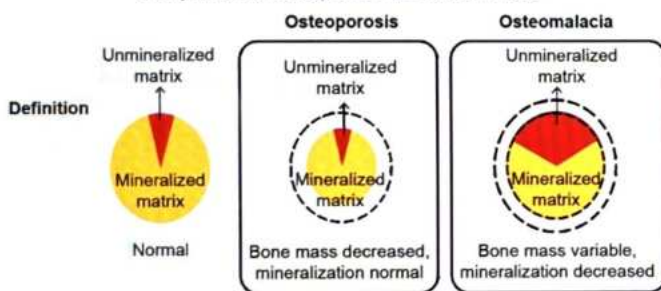 Osteoporosis
Osteomalacia
Definition
Unmineralized
matrix
Mineralized
matrix
Normal
Unmineralized
matrix
Mineralized
matrix
Bone mass decreased,
mineralization normal
Unmineralized
matrix
Mineralized
matrix
Bone mass variable,
mineralization decreased